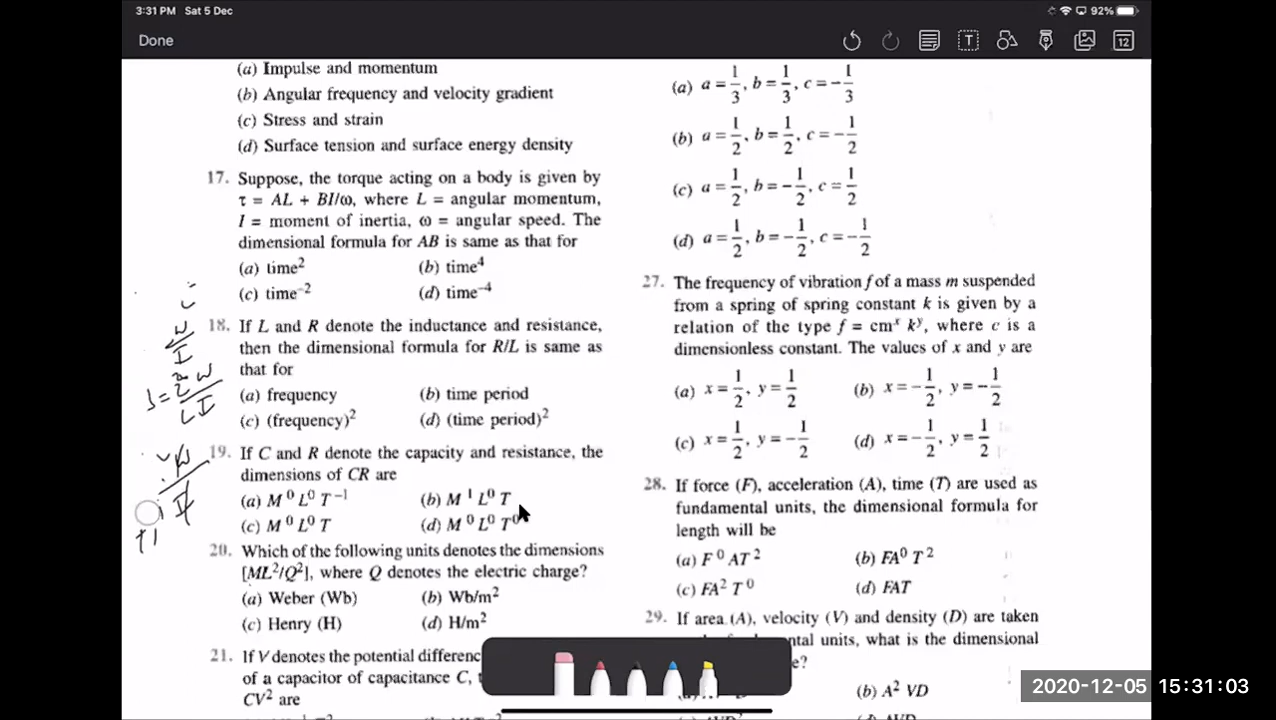 3:31 PM Sat 5 Dec
92%
Done
12
(a) Impulse and momentum
(b) Angular frequency and velocity gradient
(c) Stress and strain
(d) Surface tension and surface energy density
17. Suppose, the torque acting on a body is given by
τ = AL + BI/ω, where L = angular momentum,
I = moment of inertia, ω = angular speed. The
dimensional formula for AB is same as that for
(a) time² (b) time⁴
(c) time⁻² (d) time⁻⁴
18. If L and R denote the inductance and resistance,
then the dimensional formula for R/L is same as
that for
(a) frequency (b) time period
(c) (frequency)² (d) (time period)²
19. If C and R denote the capacity and resistance, the
dimensions of CR are
(a) M⁰ L⁰ T⁻¹ (b) M¹ L⁰ T
(c) M⁰ L⁰ T (d) M⁰ L⁰ T⁰
20. Which of the following units denotes the dimensions
[ML²/Q²], where Q denotes the electric charge?
(a) Weber (Wb) (b) Wb/m²
(c) Henry (H) (d) H/m²
21. If V denotes the potential differenc
of a capacitor of capacitance C,
CV² are
(a) a = 1/3, b = 1/3, c = −1/3
(b) a = 1/2, b = 1/2, c = −1/2
(c) a = 1/2, b = −1/2, c = 1/2
(d) a = 1/2, b = −1/2, c = −1/2
27. The frequency of vibration f of a mass m suspended
from a spring of spring constant k is given by a
relation of the type f = cmˣ kʸ, where c is a
dimensionless constant. The values of x and y are
(a) x = 1/2, y = 1/2 (b) x = −1/2, y = −1/2
(c) x = 1/2, y = −1/2 (d) x = −1/2, y = 1/2
28. If force (F), acceleration (A), time (T) are used as
fundamental units, the dimensional formula for
length will be
(a) F⁰ AT² (b) FA⁰ T²
(c) FA² T⁰ (d) FAT
29. If area (A), velocity (V) and density (D) are taken
ntal units, what is the dimensional
e?
(b) A² VD
2020-12-05 15:31:03